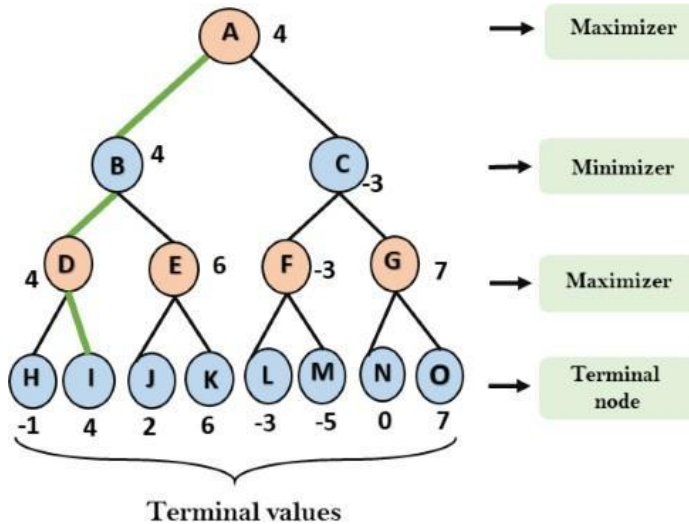 A 4 Maximizer
B 4 C -3 Minimizer
D 4 E 6 F -3 G 7 Maximizer
H I J K L M N O Terminal
node
-1 4 2 6 -3 -5 0 7
Terminal values